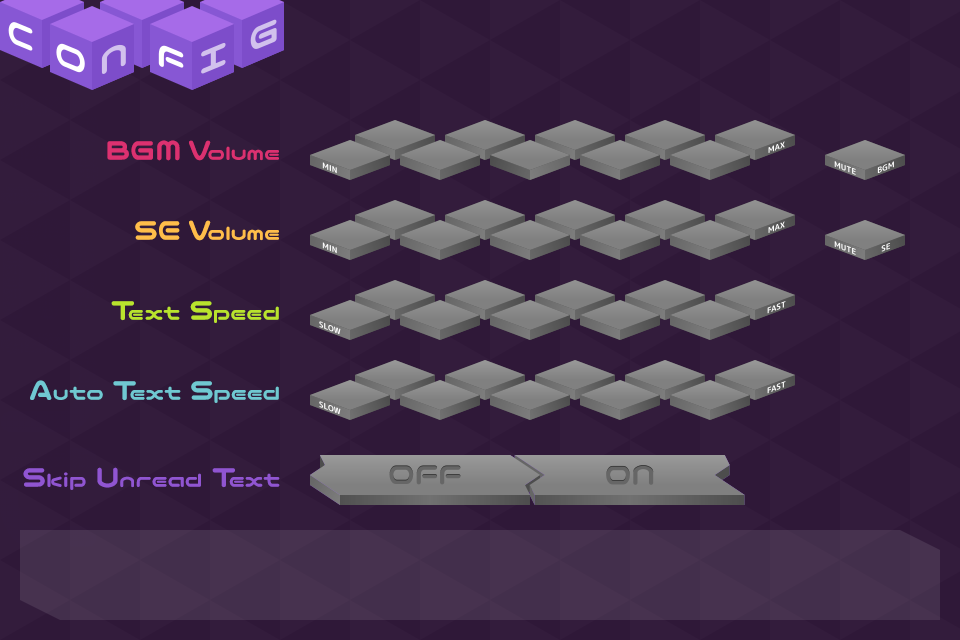 CONFIG
BGM Volume MIN MAX MUTE BGM
SE Volume MIN MAX MUTE SE
Text Speed SLOW FAST
Auto Text Speed SLOW FAST
Skip Unread Text OFF ON